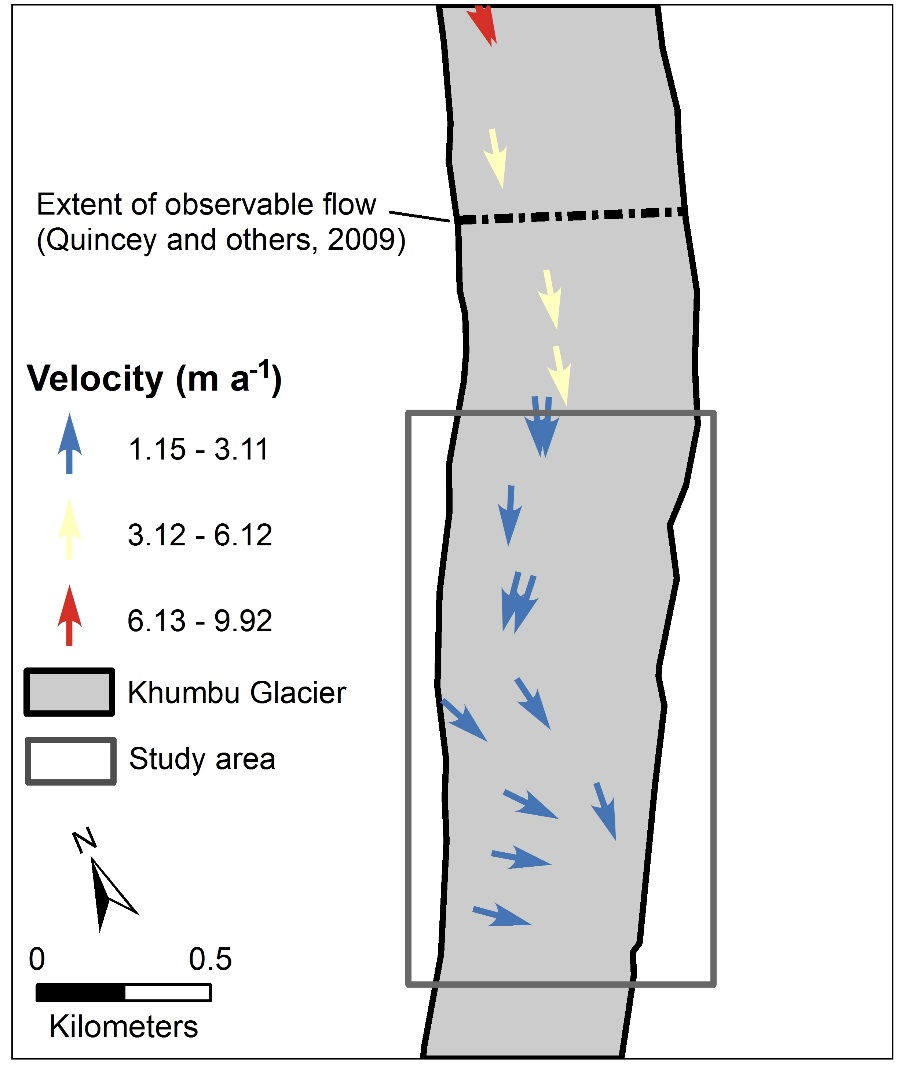 Extent of observable flow
(Quincey and others, 2009)
Velocity (m a⁻¹)
1.15 - 3.11
3.12 - 6.12
6.13 - 9.92
Khumbu Glacier
Study area
N
0 0.5
Kilometers